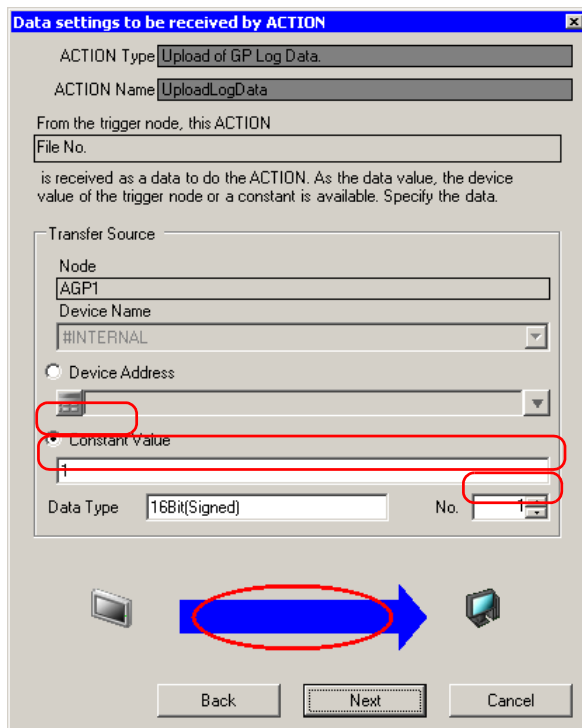 Data settings to be received by ACTION
ACTION Type Upload of GP Log Data.
ACTION Name UploadLogData
From the trigger node, this ACTION
File No.
is received as a data to do the ACTION. As the data value, the device
value of the trigger node or a constant is available. Specify the data.
Transfer Source
Node
AGP1
Device Name
#INTERNAL
Device Address
Constant Value
1
Data Type 16Bit(Signed) No. 1
Back Next Cancel